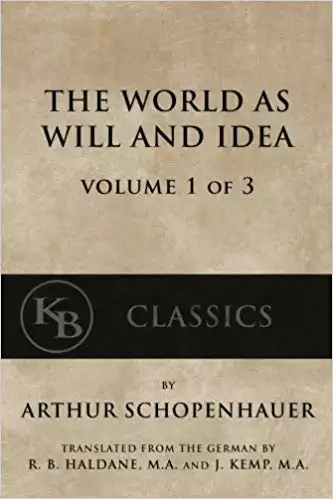 THE WORLD AS
WILL AND IDEA
VOLUME 1 OF 3
KB
CLASSICS
BY
ARTHUR SCHOPENHAUER
TRANSLATED FROM THE GERMAN BY
R. B. HALDANE, M.A. AND J. KEMP, M.A.